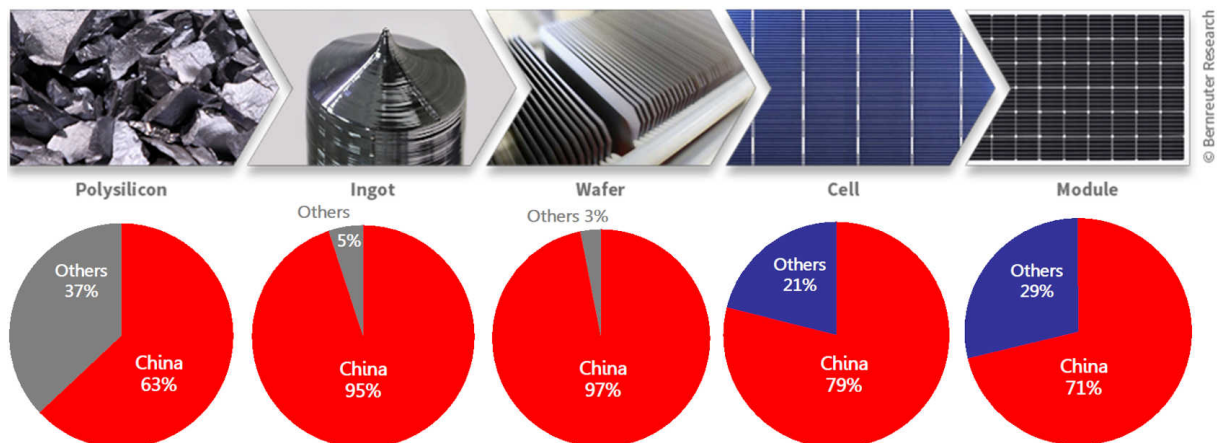 © Bernreuter Research
Polysilicon
Ingot
Wafer
Cell
Module
Others
37%
China
63%
Others
5%
China
95%
Others 3%
China
97%
Others
21%
China
79%
Others
29%
China
71%